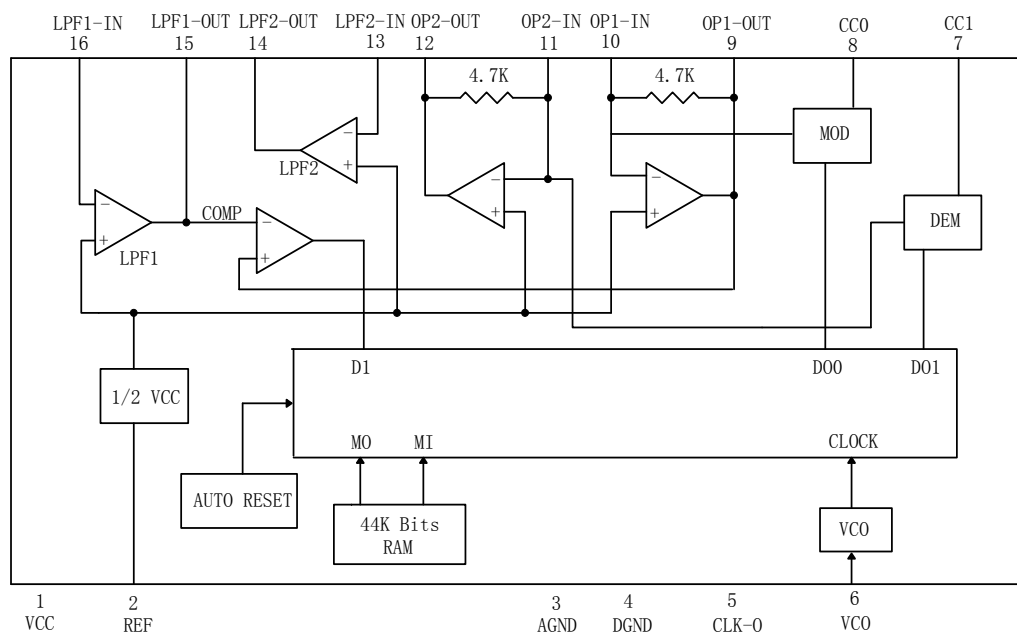 LPF1-IN LPF1-OUT LPF2-OUT LPF2-IN OP2-OUT OP2-IN OP1-IN OP1-OUT CC0 CC1
16 15 14 13 12 11 10 9 8 7
4.7K 4.7K
MOD
LPF2
COMP
DEM
LPF1
D1 DO0 DO1
1/2 VCC
MO MI CLOCK
AUTO RESET
44K Bits
RAM
VCO
1 2 3 4 5 6
VCC REF AGND DGND CLK-O VCO